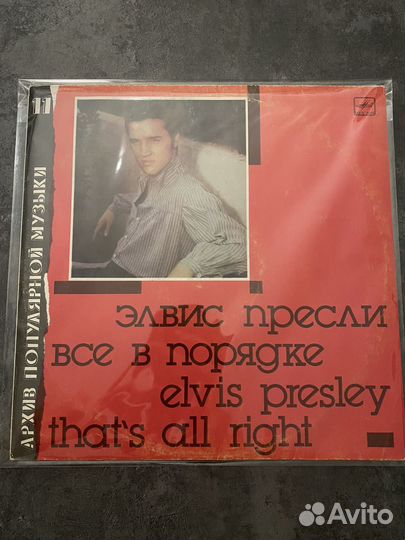 11
АРХИВ ПОПУЛЯРНОЙ МУЗЫКИ
элвис пресли
все в порядке
elvis presley
that's all right
Avito